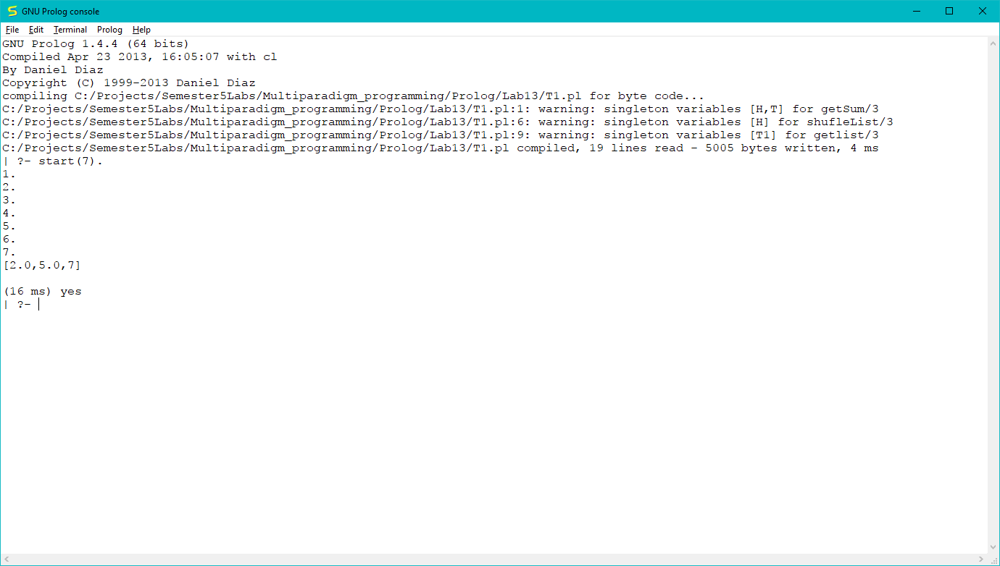 GNU Prolog console
File Edit Terminal Prolog Help
GNU Prolog 1.4.4 (64 bits)
Compiled Apr 23 2013, 16:05:07 with cl
By Daniel Diaz
Copyright (C) 1999-2013 Daniel Diaz
compiling C:/Projects/Semester5Labs/Multiparadigm_programming/Prolog/Lab13/T1.pl for byte code...
C:/Projects/Semester5Labs/Multiparadigm_programming/Prolog/Lab13/T1.pl:1: warning: singleton variables [H,T] for getSum/3
C:/Projects/Semester5Labs/Multiparadigm_programming/Prolog/Lab13/T1.pl:6: warning: singleton variables [H] for shufleList/3
C:/Projects/Semester5Labs/Multiparadigm_programming/Prolog/Lab13/T1.pl:9: warning: singleton variables [T1] for getlist/3
C:/Projects/Semester5Labs/Multiparadigm_programming/Prolog/Lab13/T1.pl compiled, 19 lines read - 5005 bytes written, 4 ms
| ?- start(7).
1.
2.
3.
4.
5.
6.
7.
[2.0,5.0,7]
(16 ms) yes
| ?-